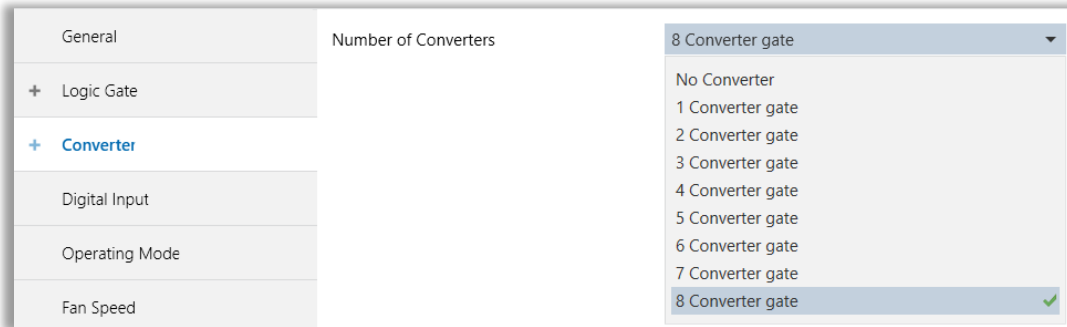 General
Number of Converters
8 Converter gate
No Converter
+ Logic Gate
1 Converter gate
2 Converter gate
+ Converter
3 Converter gate
4 Converter gate
Digital Input
5 Converter gate
6 Converter gate
Operating Mode
7 Converter gate
8 Converter gate
Fan Speed